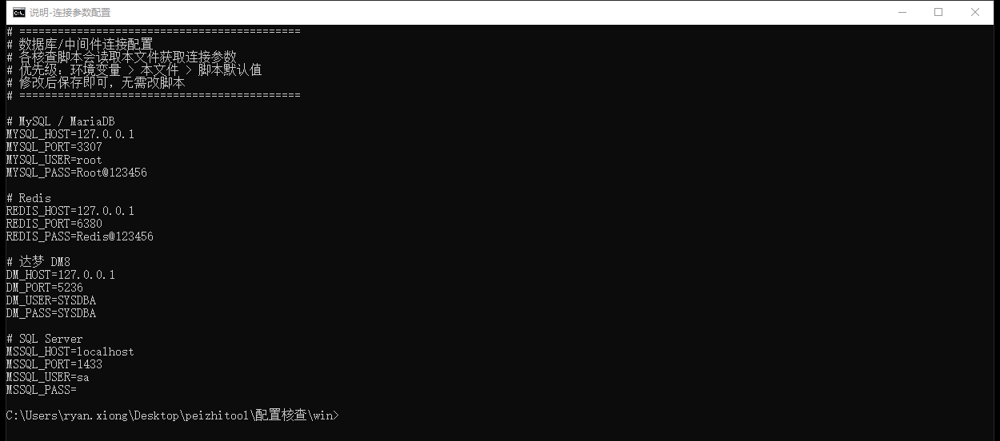 说明-连接参数配置
# ============================================
# 数据库/中间件连接配置
# 各核查脚本会读取本文件获取连接参数
# 优先级：环境变量 > 本文件 > 脚本默认值
# 修改后保存即可，无需改脚本
# ============================================
# MySQL / MariaDB
MYSQL_HOST=127.0.0.1
MYSQL_PORT=3307
MYSQL_USER=root
MYSQL_PASS=Root@123456
# Redis
REDIS_HOST=127.0.0.1
REDIS_PORT=6380
REDIS_PASS=Redis@123456
# 达梦 DM8
DM_HOST=127.0.0.1
DM_PORT=5236
DM_USER=SYSDBA
DM_PASS=SYSDBA
# SQL Server
MSSQL_HOST=localhost
MSSQL_PORT=1433
MSSQL_USER=sa
MSSQL_PASS=
C:\Users\ryan.xiong\Desktop\peizhitool\配置核查\win>